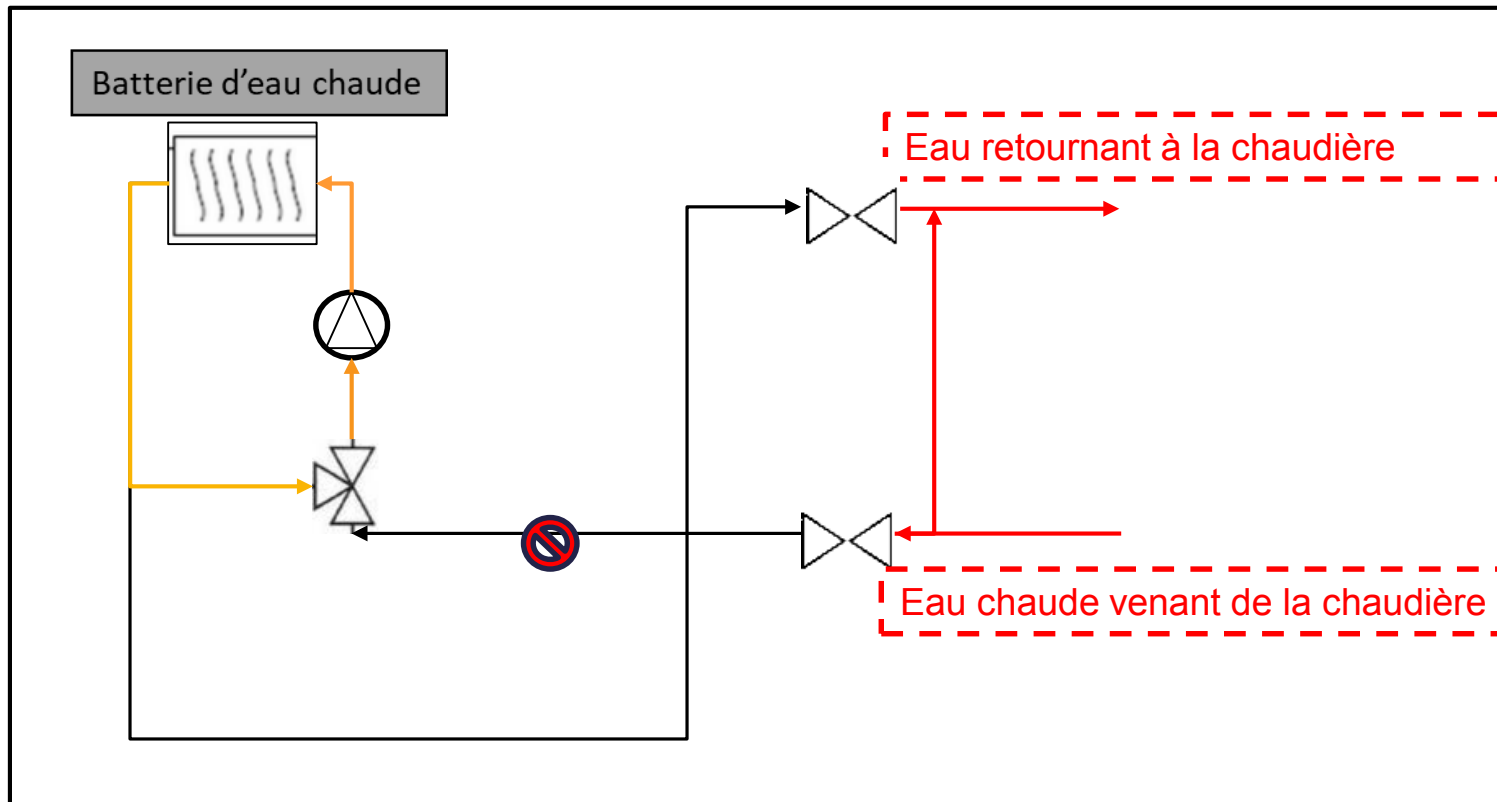 Batterie d’eau chaude
Eau retournant à la chaudière
Eau chaude venant de la chaudière